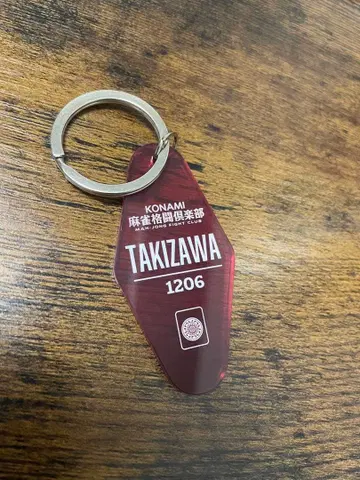 KONAMI
麻雀格闘倶楽部
MAH-JONG FIGHT CLUB
TAKIZAWA
1206